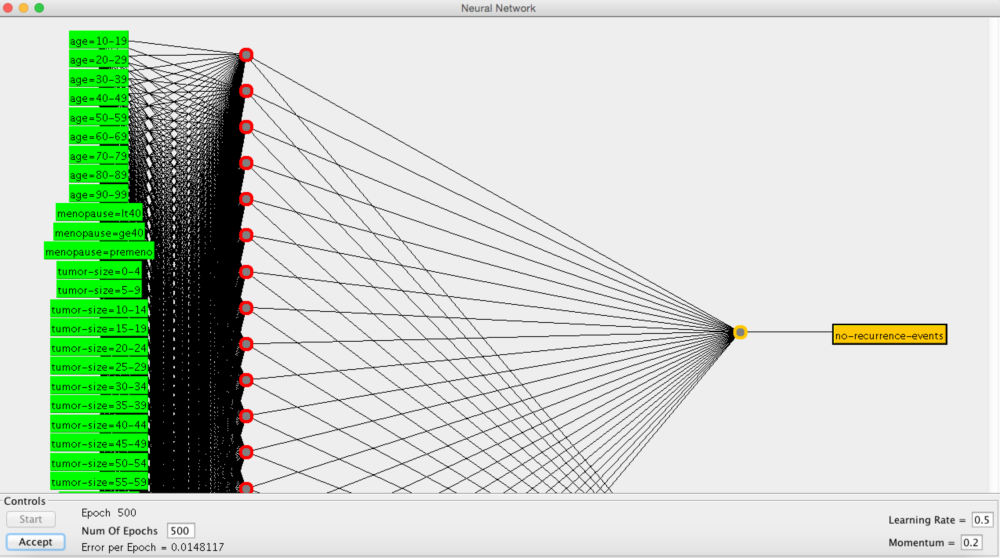 Neural Network
age=10-19
age=20-29
age=30-39
age=40-49
age=50-59
age=60-69
age=70-79
age=80-89
age=90-99
menopause=lt40
menopause=ge40
menopause=premeno
tumor-size=0-4
tumor-size=5-9
tumor-size=10-14
tumor-size=15-19
tumor-size=20-24
tumor-size=25-29
tumor-size=30-34
tumor-size=35-39
tumor-size=40-44
tumor-size=45-49
tumor-size=50-54
tumor-size=55-59
no-recurrence-events
Controls
Start
Accept
Epoch 500
Num Of Epochs 500
Error per Epoch = 0.0148117
Learning Rate = 0.5
Momentum = 0.2